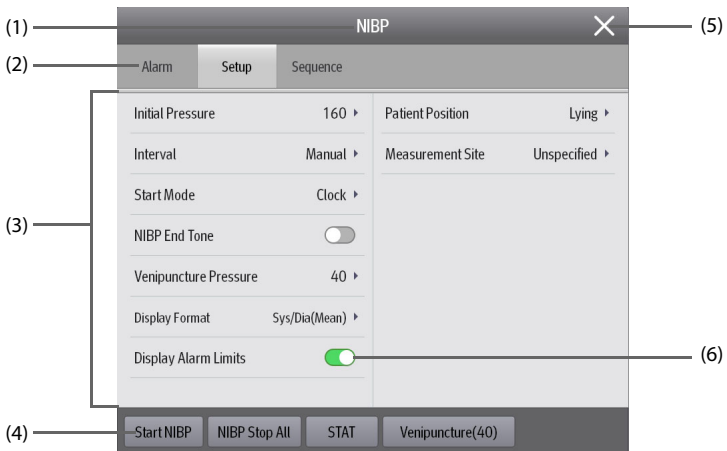 (1) NIBP (5)
(2) Alarm Setup Sequence
Initial Pressure 160 Patient Position Lying
Interval Manual Measurement Site Unspecified
Start Mode Clock
(3) NIBP End Tone
Venipuncture Pressure 40
Display Format Sys/Dia(Mean)
Display Alarm Limits (6)
(4) Start NIBP NIBP Stop All STAT Venipuncture(40)